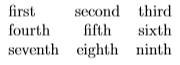 first second third
fourth fifth sixth
seventh eighth ninth